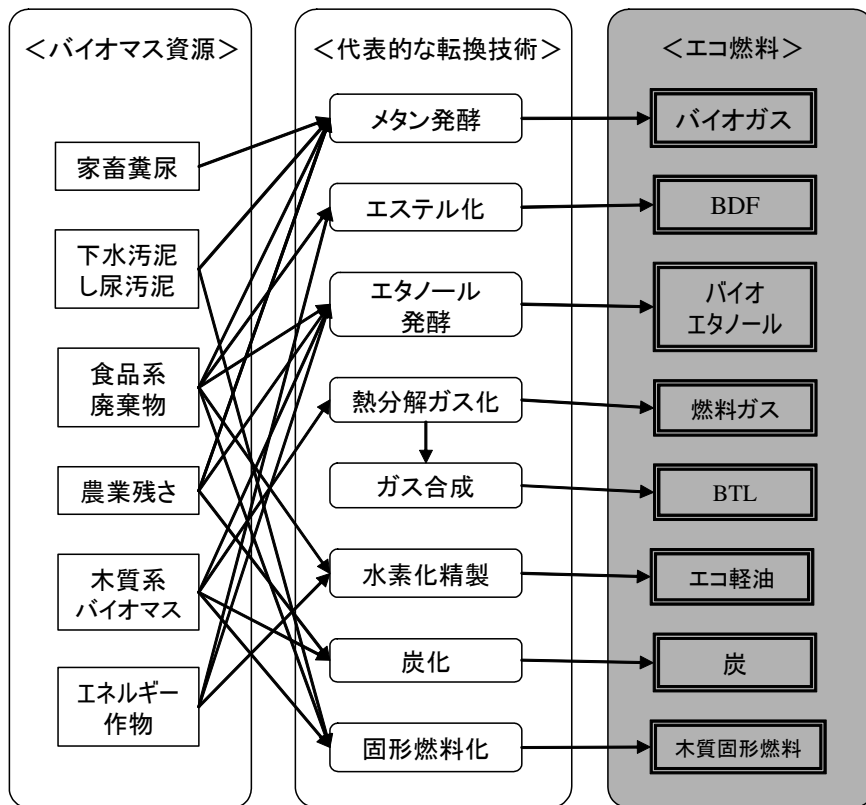 ＜バイオマス資源＞
家畜糞尿
下水汚泥
し尿汚泥
食品系
廃棄物
農業残さ
木質系
バイオマス
エネルギー
作物
＜代表的な転換技術＞
メタン発酵
エステル化
エタノール
発酵
熱分解ガス化
ガス合成
水素化精製
炭化
固形燃料化
＜エコ燃料＞
バイオガス
BDF
バイオ
エタノール
燃料ガス
BTL
エコ軽油
炭
木質固形燃料